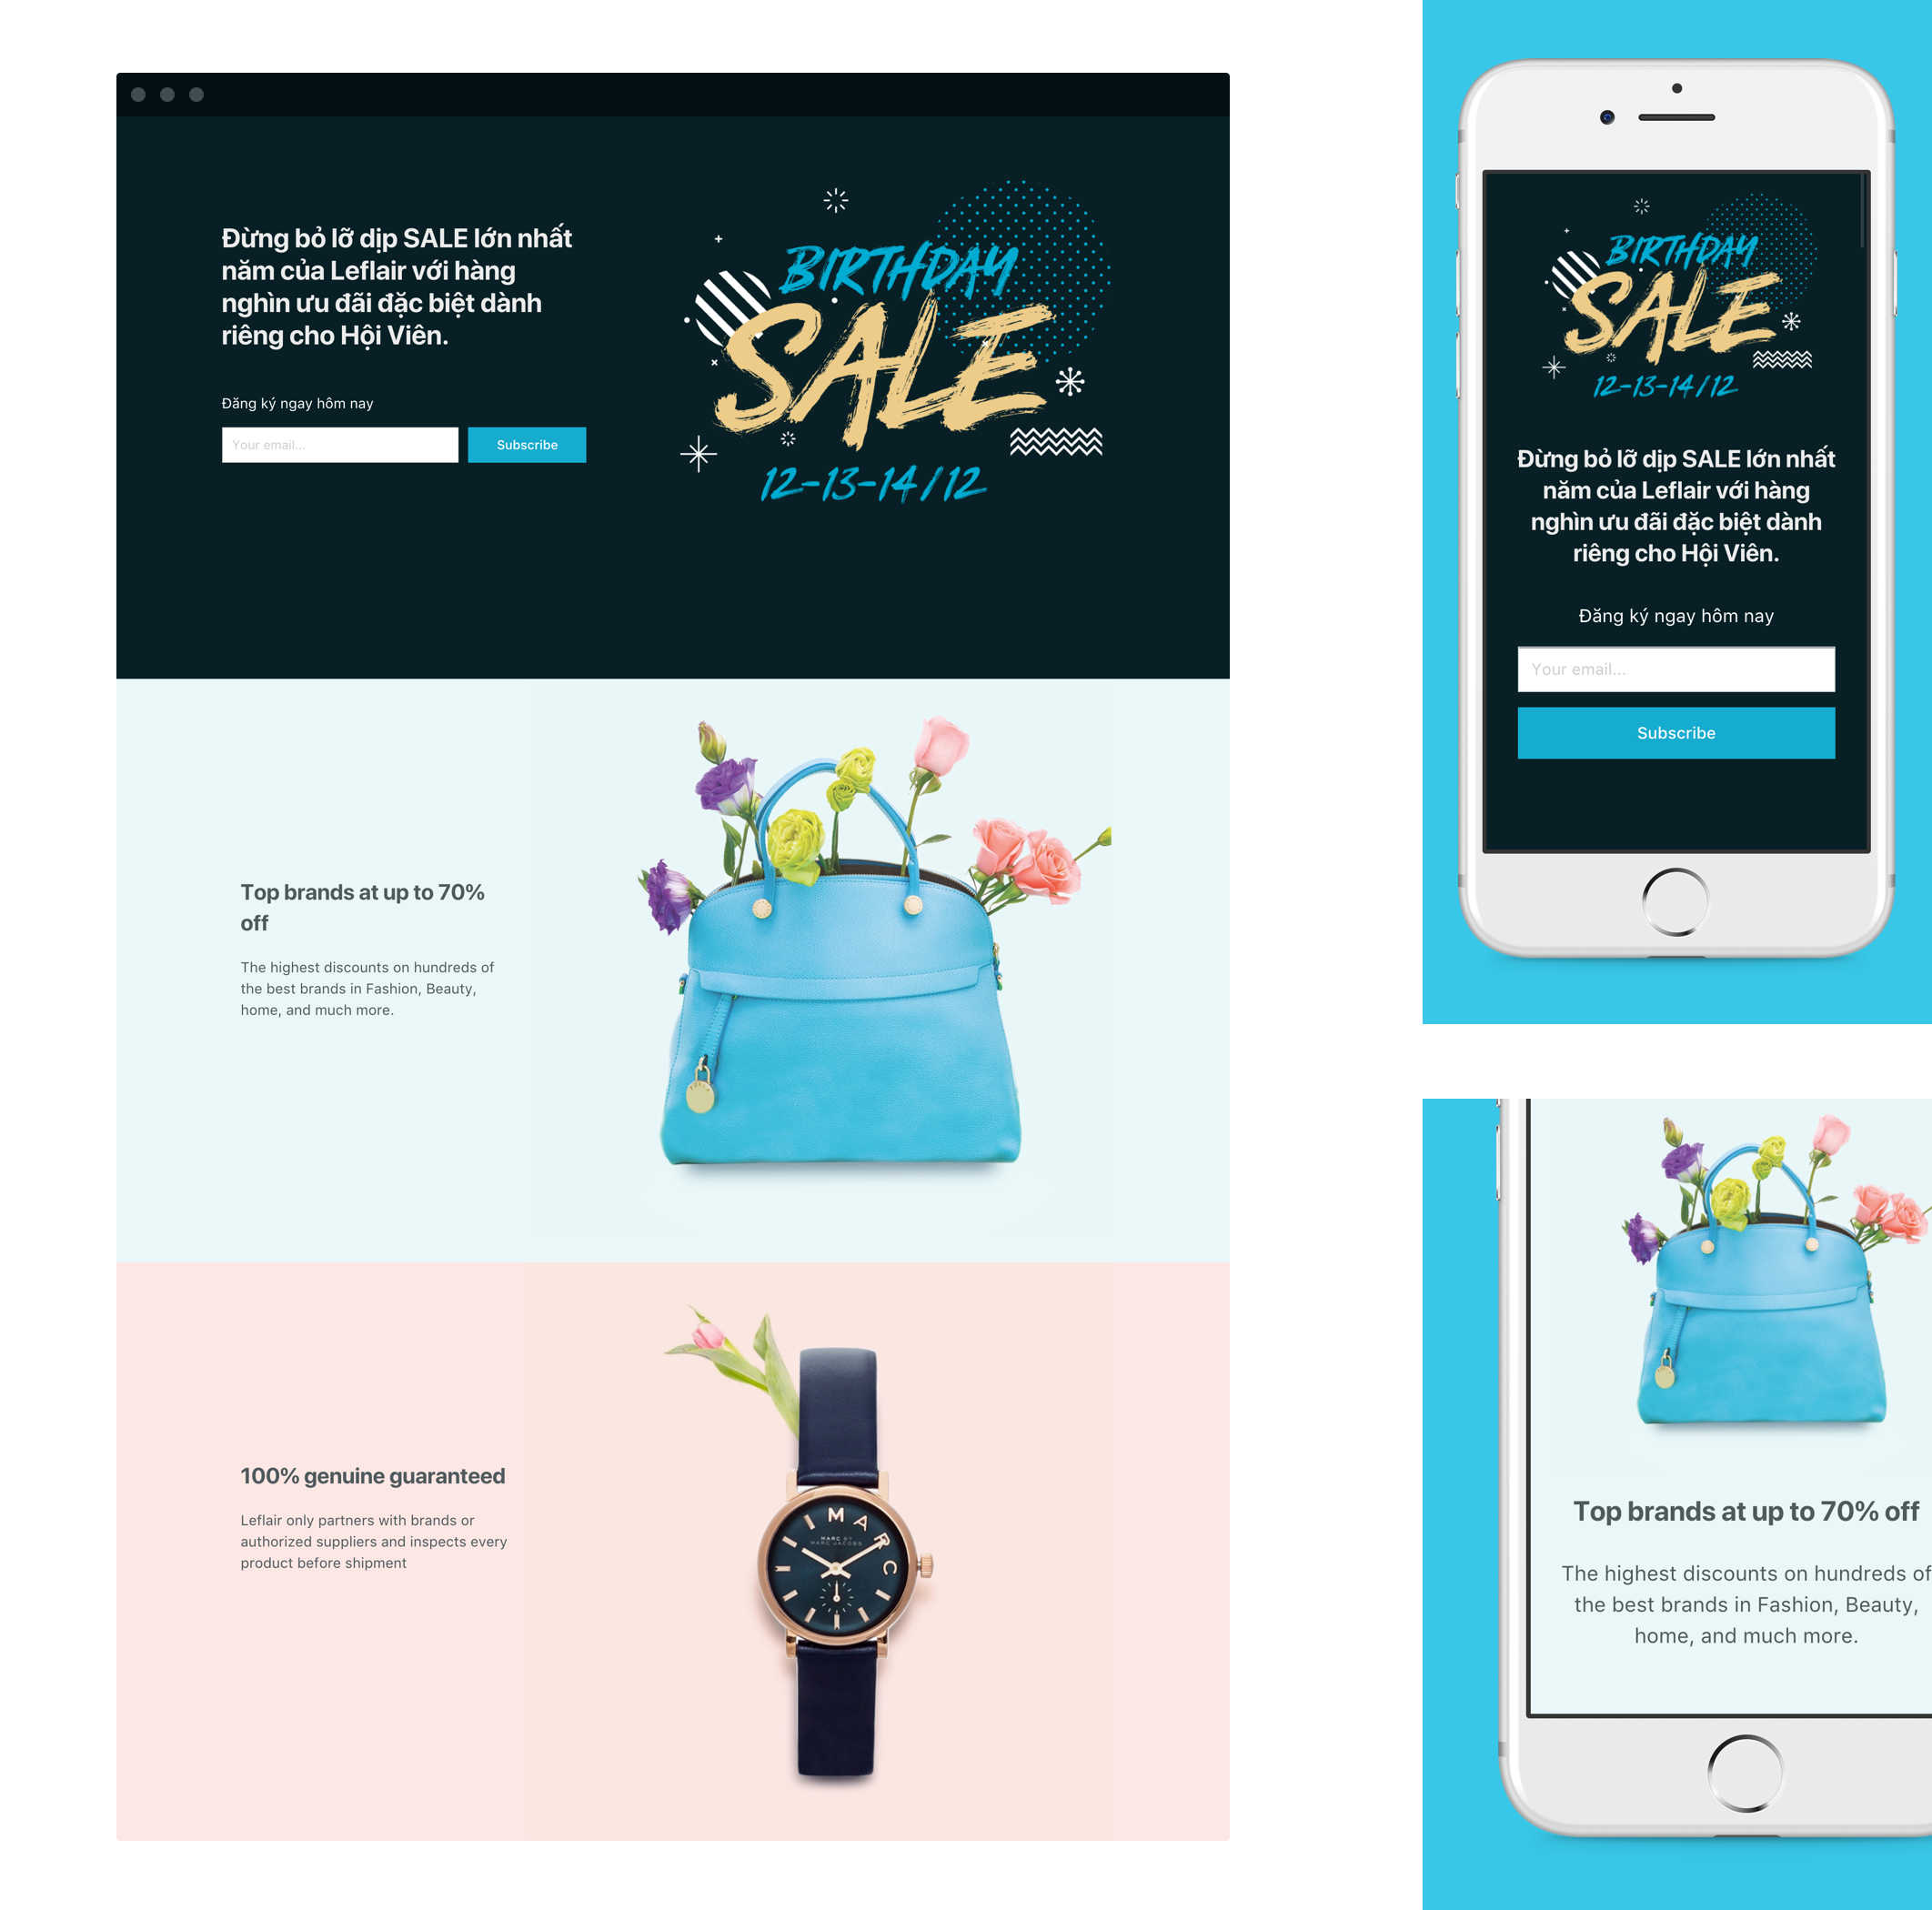 Đừng bỏ lỡ dịp SALE lớn nhất
năm của Leflair với hàng
nghìn ưu đãi đặc biệt dành
riêng cho Hội Viên.
Đăng ký ngay hôm nay
Your email...
Subscribe
BIRTHDAY
SALE
12-13-14/12
Top brands at up to 70%
off
The highest discounts on hundreds of
the best brands in Fashion, Beauty,
home, and much more.
100% genuine guaranteed
Leflair only partners with brands or
authorized suppliers and inspects every
product before shipment
MARC
MARC BY
MARC JACOBS
BIRTHDAY
SALE
12-13-14/12
Đừng bỏ lỡ dịp SALE lớn nhất
năm của Leflair với hàng
nghìn ưu đãi đặc biệt dành
riêng cho Hội Viên.
Đăng ký ngay hôm nay
Your email...
Subscribe
Top brands at up to 70% off
The highest discounts on hundreds of
the best brands in Fashion, Beauty,
home, and much more.